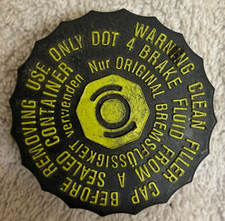 WARNING CLEAN FILLER CAP BEFORE REMOVING USE ONLY DOT
4 BRAKE FLUID FROM A SEALED CONTAINER
Nur ORIGINAL BREMSFLÜSSIGKEIT verwenden